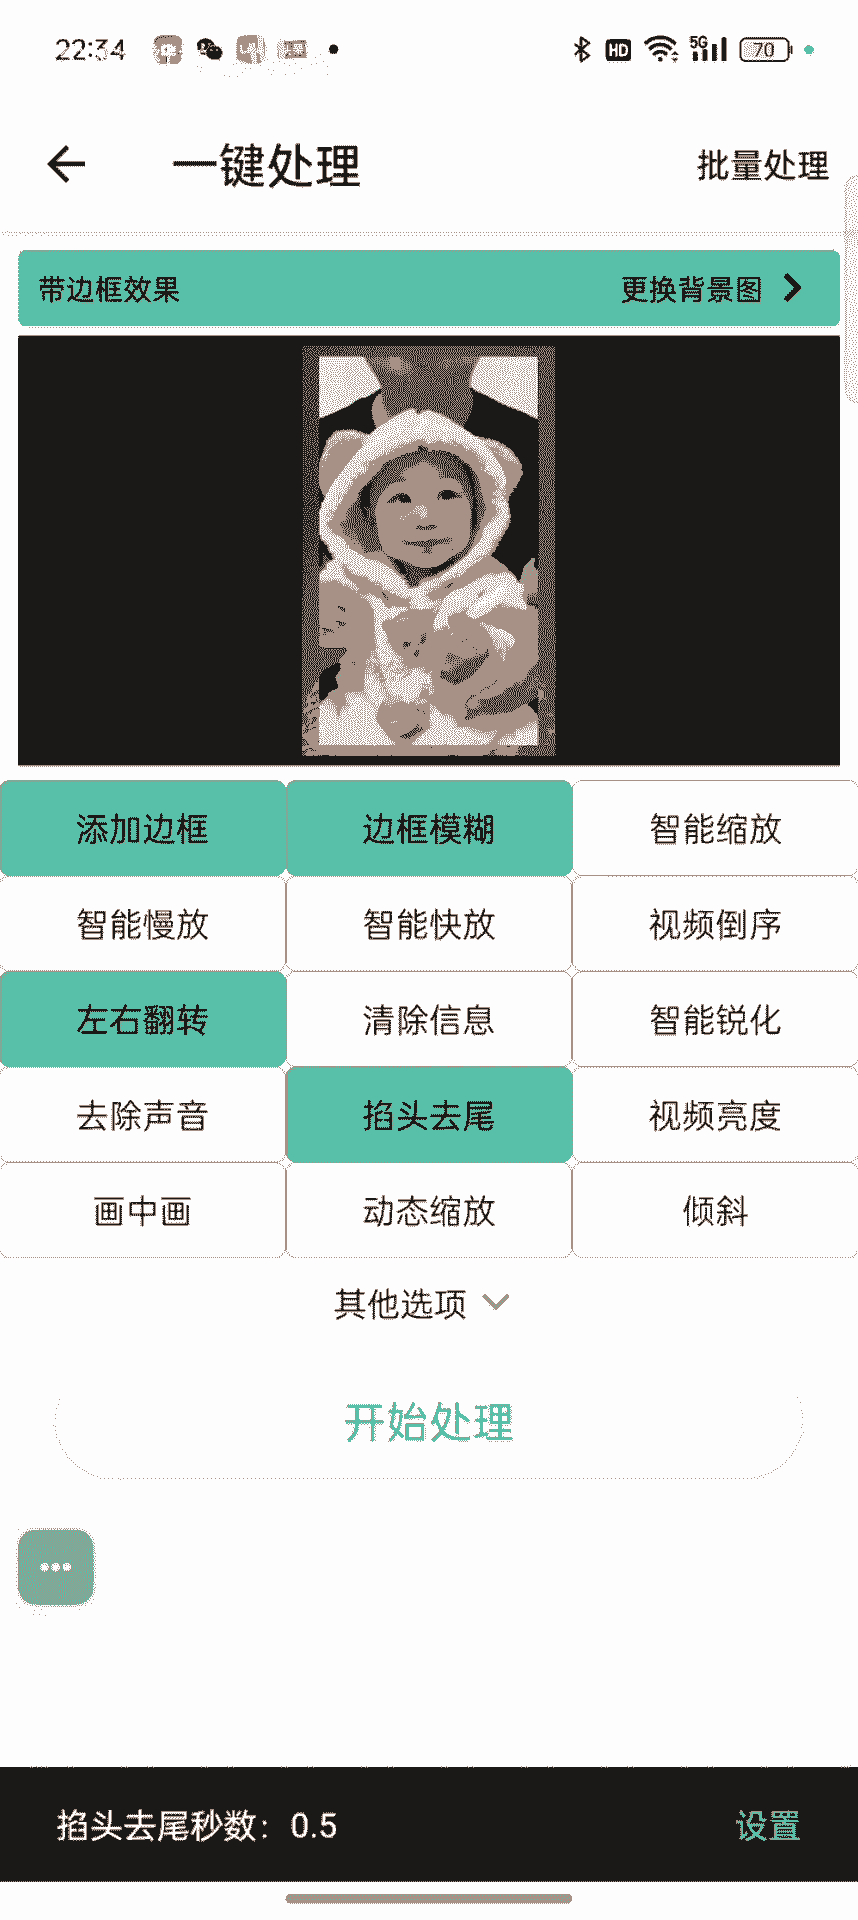 22:34 HD 5G 70
一键处理 批量处理
带边框效果 更换背景图
添加边框 边框模糊 智能缩放
智能慢放 智能快放 视频倒序
左右翻转 清除信息 智能锐化
去除声音 掐头去尾 视频亮度
画中画 动态缩放 倾斜
其他选项
开始处理
掐头去尾秒数：0.5 设置